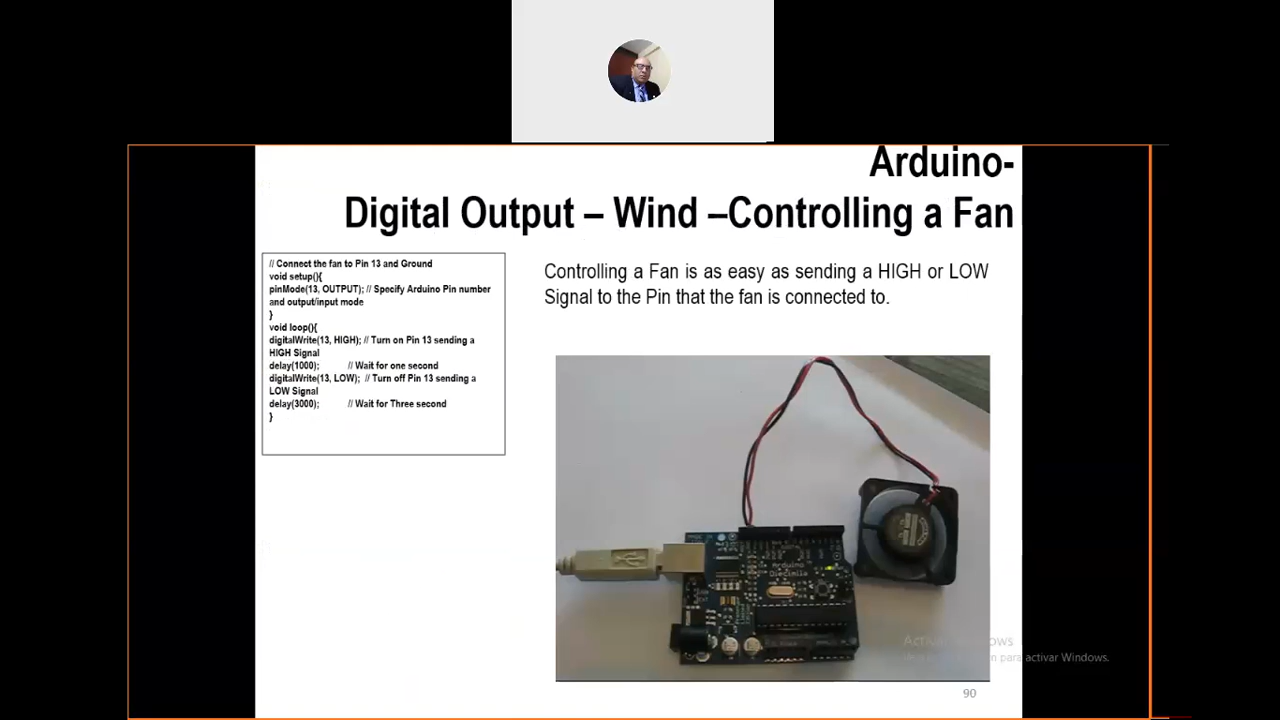 Arduino-
Digital Output – Wind –Controlling a Fan
// Connect the fan to Pin 13 and Ground
void setup(){
pinMode(13, OUTPUT); // Specify Arduino Pin number
and output/input mode
}
void loop(){
digitalWrite(13, HIGH); // Turn on Pin 13 sending a
HIGH Signal
delay(1000); // Wait for one second
digitalWrite(13, LOW); // Turn off Pin 13 sending a
LOW Signal
delay(3000); // Wait for Three second
}
Controlling a Fan is as easy as sending a HIGH or LOW
Signal to the Pin that the fan is connected to.
Arduino
Diecimila
para activar Windows.
90